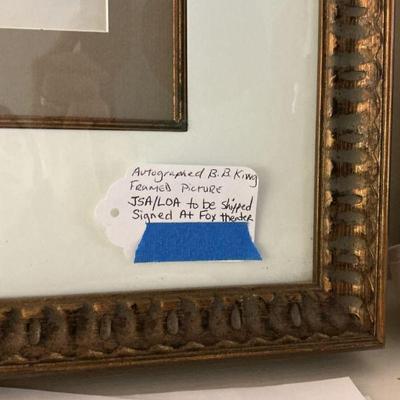 Autographed B.B. King
FRAMED PICTURE
JSA/LOA to be shipped
Signed At Fox theater